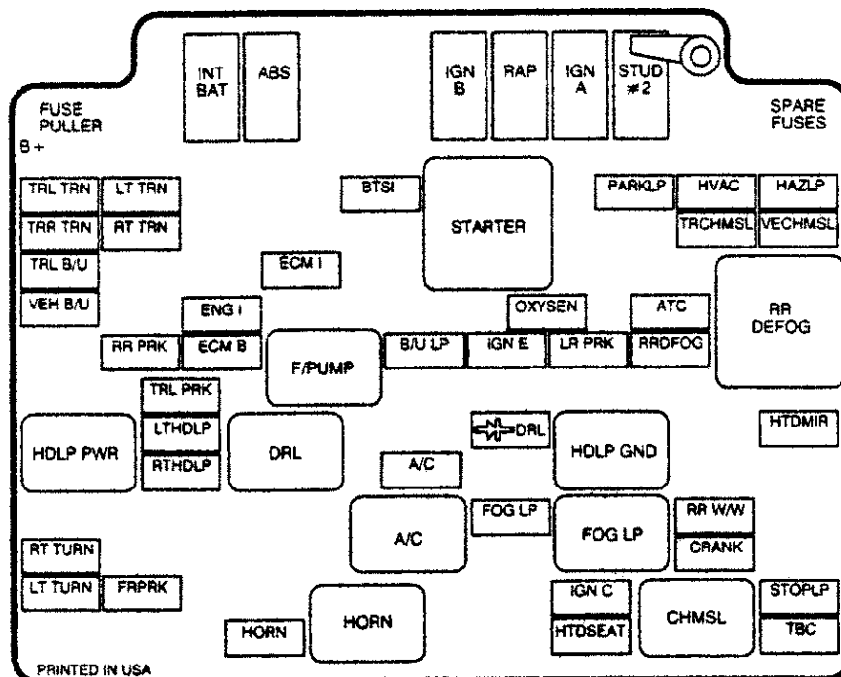 INT
BAT
ABS
IGN
B
RAP
IGN
A
STUD
#2
FUSE
PULLER
SPARE
FUSES
B+
TRL TRN
LT TRN
BTSI
STARTER
PARKLP
HVAC
HAZLP
TRR TRN
RT TRN
TRCHMSL
VECHMSL
TRL B/U
ECM I
VEH B/U
ENG I
OXYSEN
ATC
RR
DEFOG
RR PRK
ECM B
F/PUMP
B/U LP
IGN E
LR PRK
RRDFOG
TRL PRK
HDLP PWR
LTHDLP
RTHDLP
DRL
A/C
DRL
HDLP GND
HTDMIR
A/C
FOG LP
FOG LP
RR W/W
CRANK
RT TURN
LT TURN
FRPRK
HORN
HORN
IGN C
HTDSEAT
CHMSL
STOPLP
TBC
PRINTED IN USA